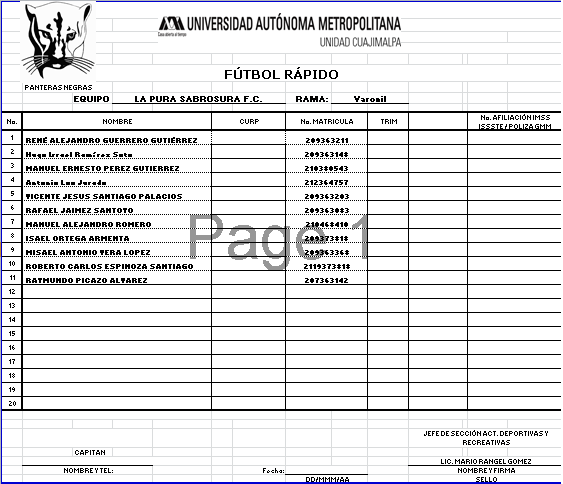 UNIVERSIDAD AUTÓNOMA METROPOLITANA
Casa abierta al tiempo
UNIDAD CUAJIMALPA
FÚTBOL RÁPIDO
PANTERAS NEGRAS
EQUIPO LA PURA SABROSURA F.C. RAMA: Varonil
No. NOMBRE CURP No. MATRICULA TRIM No. AFILIACIÓN IMSS
ISSSTE / POLIZA GMM
1 RENÉ ALEJANDRO GUERRERO GUTIÉRREZ 209363211
2 Hugo Israel Ramírez Soto 209363148
3 MANUEL ERNESTO PEREZ GUTIERREZ 210380543
4 Antonio Luu Jurado 212364757
5 VICENTE JESUS SANTIAGO PALACIOS 209363203
6 RAFAEL JAIMEZ SANTOYO 209363083
7 MANUEL ALEJANDRO ROMERO 210468410
8 ISAEL ORTEGA ARMENTA 209373818
9 MISAEL ANTONIO VERA LOPEZ 209363368
10 ROBERTO CARLOS ESPINOZA SANTIAGO 2119373818
11 RAYMUNDO PICAZO ALVAREZ 207363142
12
13
14
15
16
17
18
19
20
Page 1
JEFE DE SECCIÓN ACT. DEPORTIVAS Y
RECREATIVAS
CAPITAN
LIC. MARIO RANGEL GOMEZ
NOMBRE Y TEL: Fecha: NOMBRE Y FIRMA
DD/MMM/AA SELLO